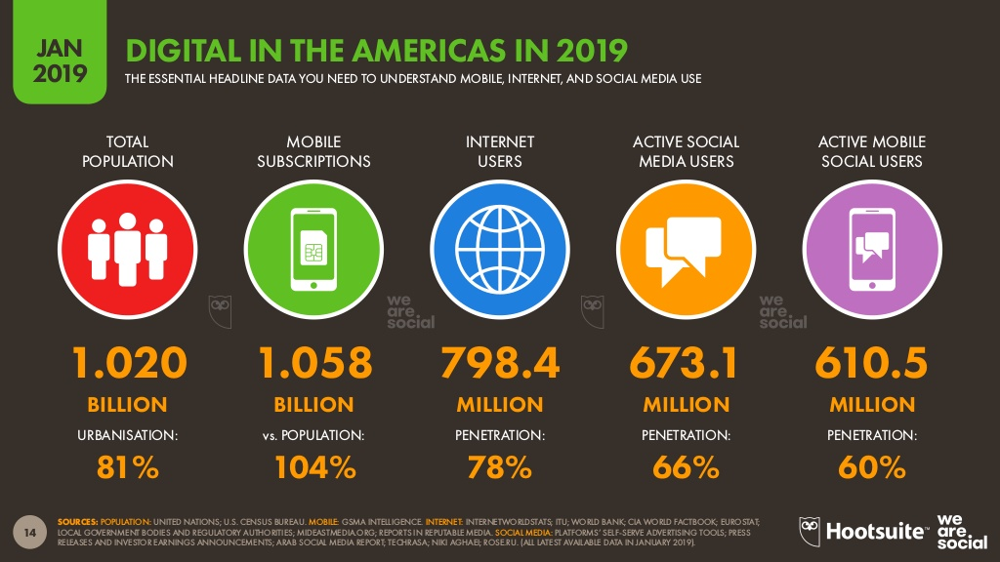 JAN
2019
DIGITAL IN THE AMERICAS IN 2019
THE ESSENTIAL HEADLINE DATA YOU NEED TO UNDERSTAND MOBILE, INTERNET, AND SOCIAL MEDIA USE
TOTAL
POPULATION
MOBILE
SUBSCRIPTIONS
INTERNET
USERS
ACTIVE SOCIAL
MEDIA USERS
ACTIVE MOBILE
SOCIAL USERS
we
are
social
we
are
social
1.020
BILLION
URBANISATION:
81%
1.058
BILLION
vs. POPULATION:
104%
798.4
MILLION
PENETRATION:
78%
673.1
MILLION
PENETRATION:
66%
610.5
MILLION
PENETRATION:
60%
14
SOURCES: POPULATION: UNITED NATIONS; U.S. CENSUS BUREAU. MOBILE: GSMA INTELLIGENCE. INTERNET: INTERNETWORLDSTATS; ITU; WORLD BANK; CIA WORLD FACTBOOK; EUROSTAT;
LOCAL GOVERNMENT BODIES AND REGULATORY AUTHORITIES; MIDEASTMEDIA.ORG; REPORTS IN REPUTABLE MEDIA. SOCIAL MEDIA: PLATFORMS' SELF-SERVE ADVERTISING TOOLS; PRESS
RELEASES AND INVESTOR EARNINGS ANNOUNCEMENTS; ARAB SOCIAL MEDIA REPORT; TECHRASA; NIKI AGHAEI; ROSE.RU. (ALL LATEST AVAILABLE DATA IN JANUARY 2019).
Hootsuite™
we
are
social